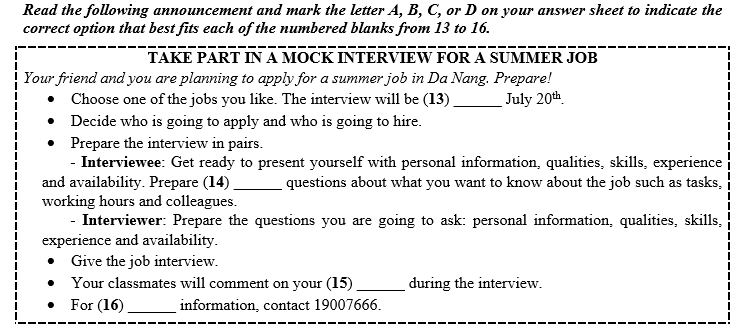 Read the following announcement and mark the letter A, B, C, or D on your answer sheet to indicate the
correct option that best fits each of the numbered blanks from 13 to 16.
TAKE PART IN A MOCK INTERVIEW FOR A SUMMER JOB
Your friend and you are planning to apply for a summer job in Da Nang. Prepare!
• Choose one of the jobs you like. The interview will be (13) ______ July 20th.
• Decide who is going to apply and who is going to hire.
• Prepare the interview in pairs.
- Interviewee: Get ready to present yourself with personal information, qualities, skills, experience
and availability. Prepare (14) ______ questions about what you want to know about the job such as tasks,
working hours and colleagues.
- Interviewer: Prepare the questions you are going to ask: personal information, qualities, skills,
experience and availability.
• Give the job interview.
• Your classmates will comment on your (15) ______ during the interview.
• For (16) ______ information, contact 19007666.